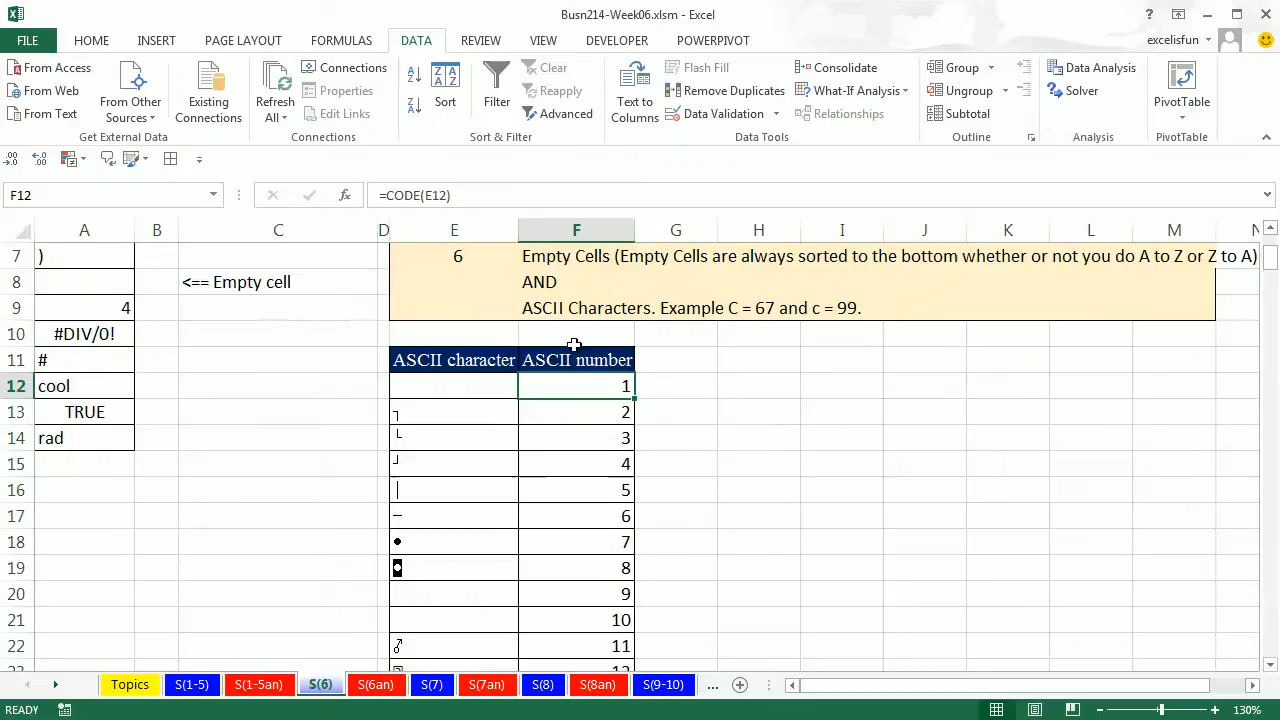 Busn214-Week06.xlsm - Excel
FILE HOME INSERT PAGE LAYOUT FORMULAS DATA REVIEW VIEW DEVELOPER POWERPIVOT excelisfun
From Access
From Web
From Text
From Other Sources
Existing Connections
Get External Data
Refresh All
Connections
Properties
Edit Links
Connections
Sort
Filter
Clear
Reapply
Advanced
Sort & Filter
Text to Columns
Flash Fill
Remove Duplicates
Data Validation
Consolidate
What-If Analysis
Relationships
Data Tools
Group
Ungroup
Subtotal
Outline
Data Analysis
Solver
Analysis
PivotTable
PivotTable
F12 fx =CODE(E12)
A B C D E F G H I J K L M N
7 ) 6 Empty Cells (Empty Cells are always sorted to the bottom whether or not you do A to Z or Z to A)
8 <== Empty cell AND
9 4 ASCII Characters. Example C = 67 and c = 99.
10 #DIV/0!
11 # ASCII character ASCII number
12 cool 1
13 TRUE ┐ 2
14 rad └ 3
15 ┘ 4
16 │ 5
17 ─ 6
18 • 7
19 ◘ 8
20 9
21 10
22 ♂ 11
23 12
Topics S(1-5) S(1-5an) S(6) S(6an) S(7) S(7an) S(8) S(8an) S(9-10) ...
READY 130%